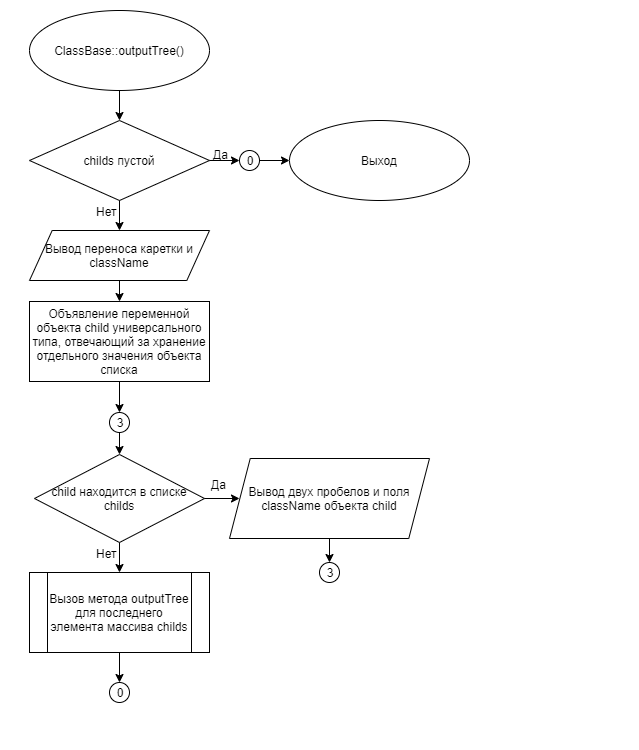 ClassBase::outputTree()
childs пустой
Да
0
Выход
Нет
Вывод переноса каретки и
className
Объявление переменной
объекта child универсального
типа, отвечающий за хранение
отдельного значения объекта
списка
3
child находится в списке
childs
Да
Вывод двух пробелов и поля
className объекта child
3
Нет
Вызов метода outputTree
для последнего
элемента массива childs
0